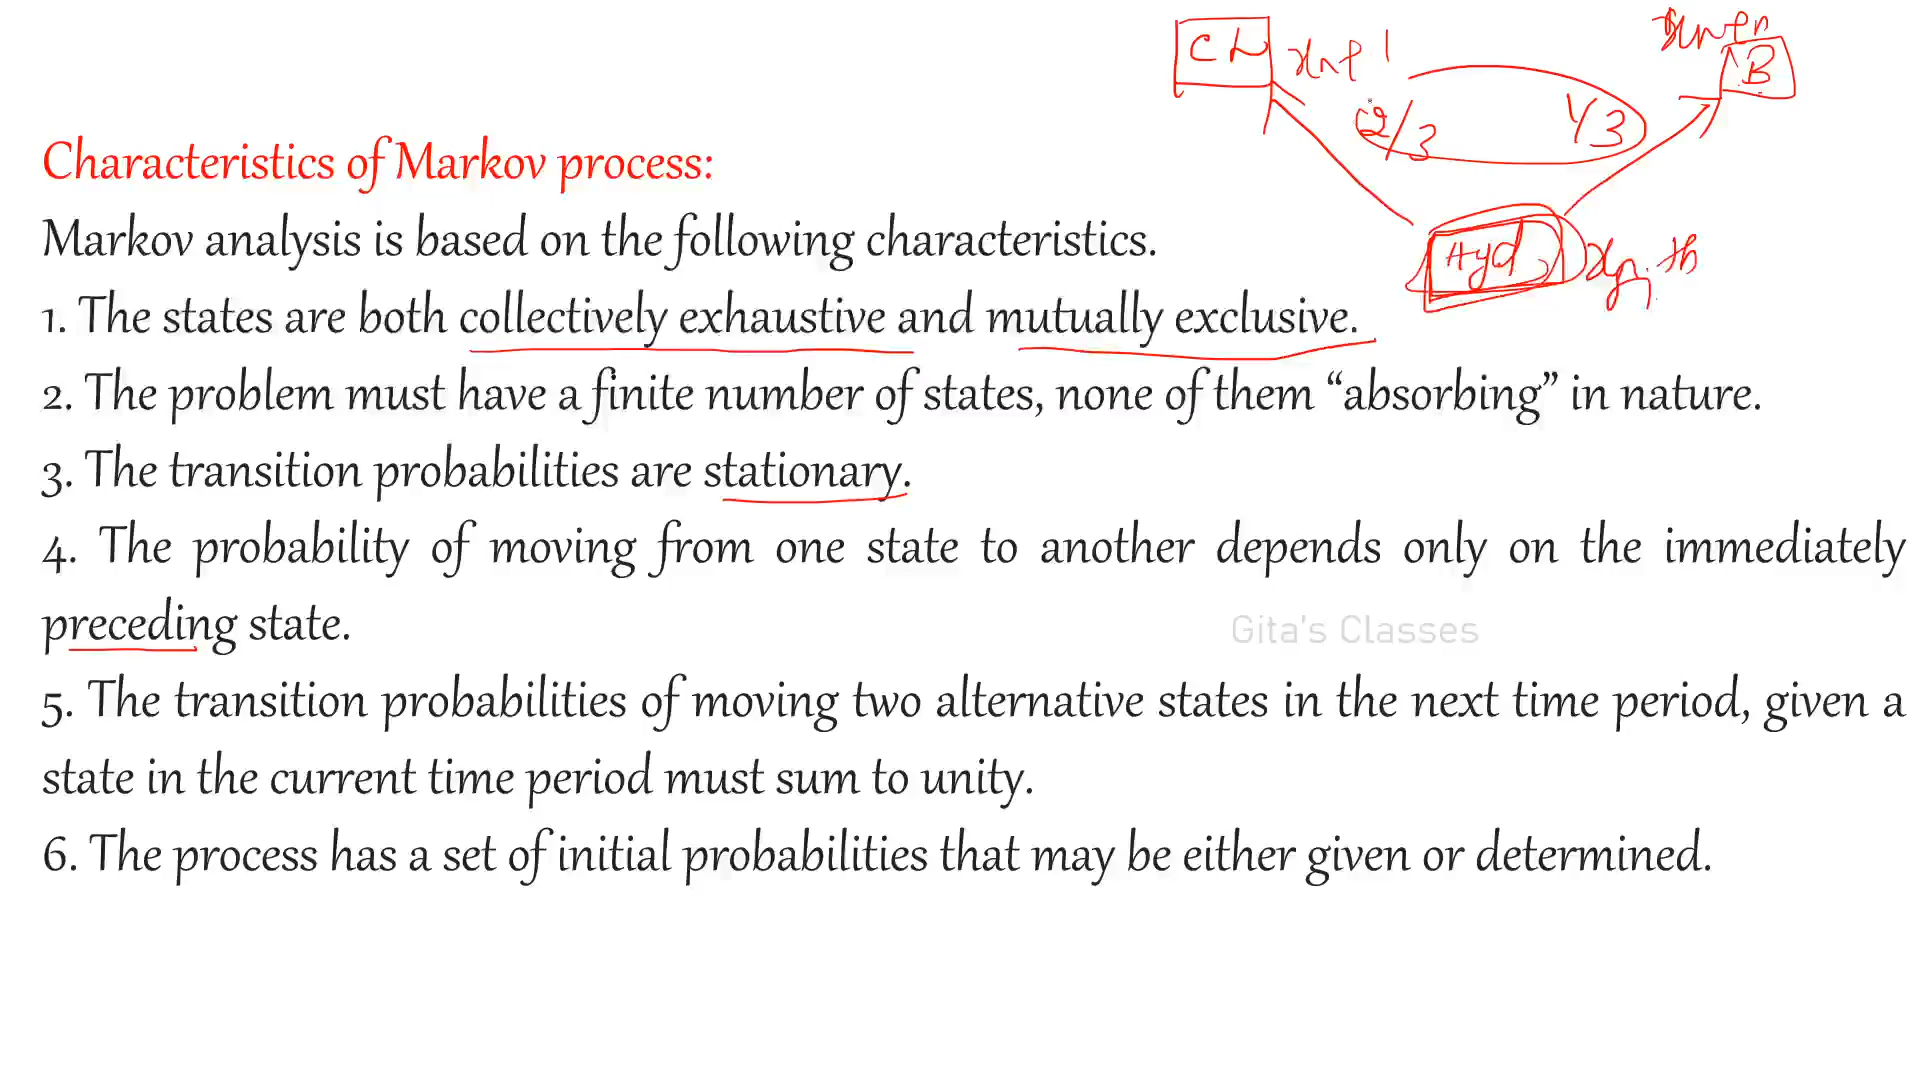 CH
B
2/3
1/3
Characteristics of Markov process:
Markov analysis is based on the following characteristics.
Hyd
1. The states are both collectively exhaustive and mutually exclusive.
2. The problem must have a finite number of states, none of them “absorbing” in nature.
3. The transition probabilities are stationary.
4. The probability of moving from one state to another depends only on the immediately
preceding state.
Gita's Classes
5. The transition probabilities of moving two alternative states in the next time period, given a
state in the current time period must sum to unity.
6. The process has a set of initial probabilities that may be either given or determined.